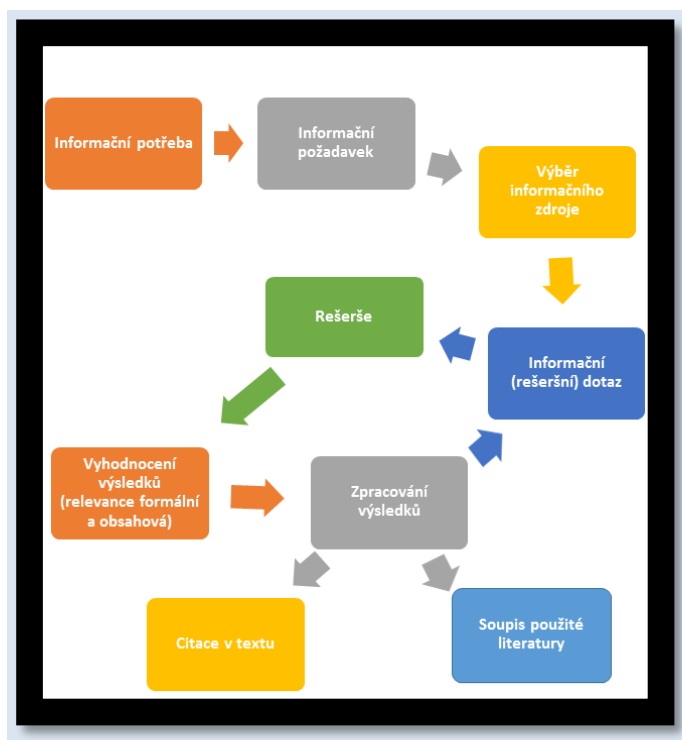 Informační potřeba
Informační
požadavek
Výběr
informačního
zdroje
Rešerše
Informační
(rešeršní) dotaz
Vyhodnocení
výsledků
(relevance formální
a obsahová)
Zpracování
výsledků
Citace v textu
Soupis použité
literatury